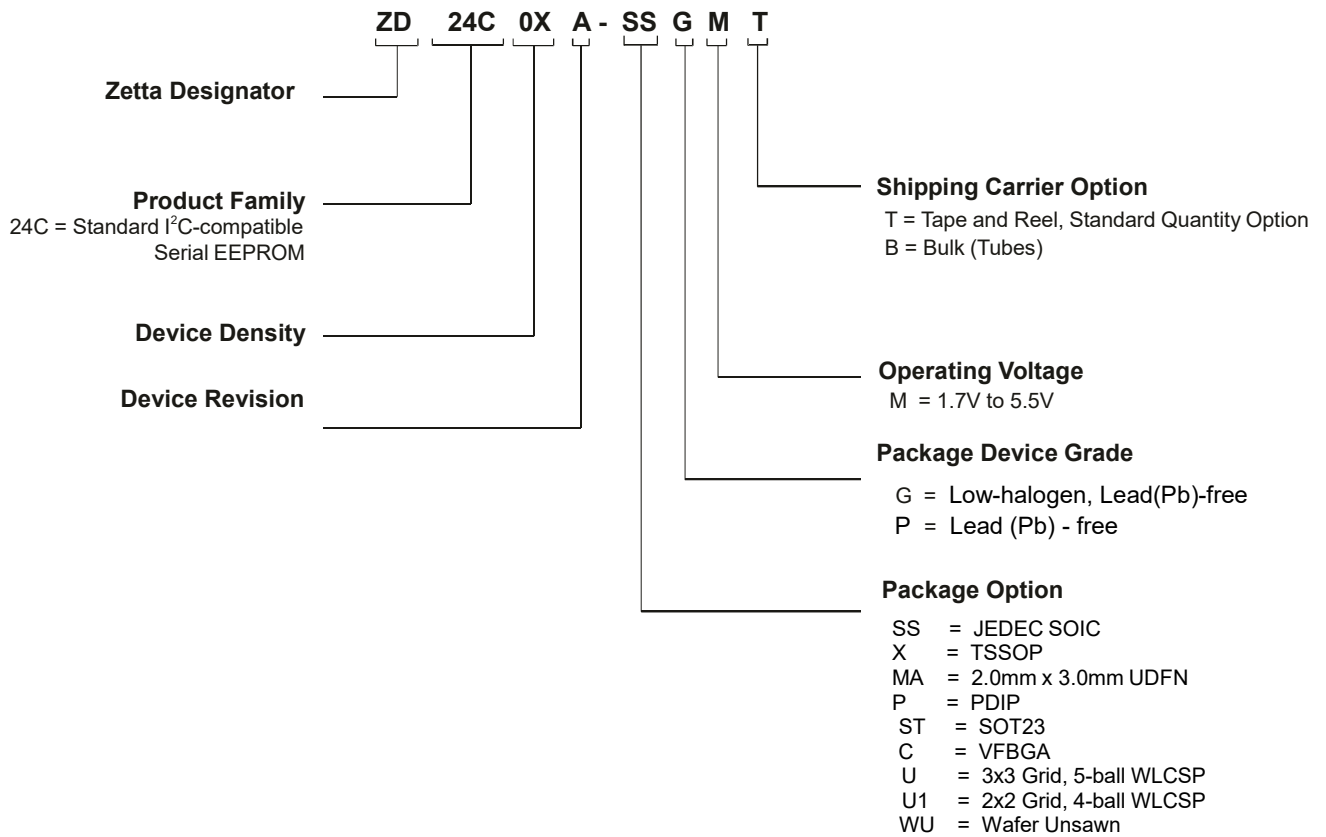 ZD 24C 0X A - SS G M T
Zetta Designator
Product Family
24C = Standard I²C-compatible
Serial EEPROM
Device Density
Device Revision
Shipping Carrier Option
T = Tape and Reel, Standard Quantity Option
B = Bulk (Tubes)
Operating Voltage
M = 1.7V to 5.5V
Package Device Grade
G = Low-halogen, Lead(Pb)-free
P = Lead (Pb) - free
Package Option
SS = JEDEC SOIC
X = TSSOP
MA = 2.0mm x 3.0mm UDFN
P = PDIP
ST = SOT23
C = VFBGA
U = 3x3 Grid, 5-ball WLCSP
U1 = 2x2 Grid, 4-ball WLCSP
WU = Wafer Unsawn